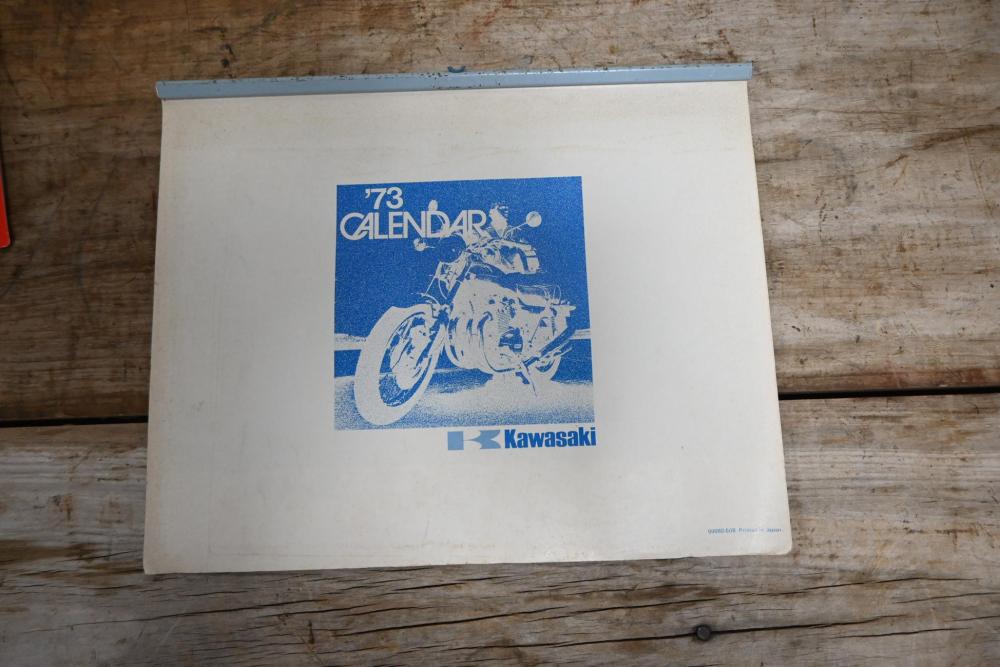 '73
CALENDAR
Kawasaki
Printed in Japan